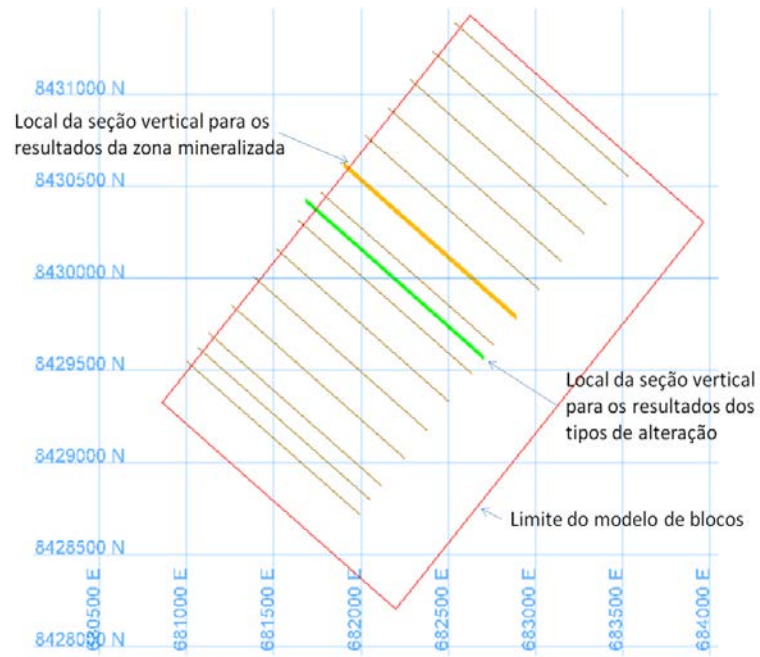 8431000 N
Local da seção vertical para os
resultados da zona mineralizada
8430500 N
8430000 N
8429500 N
Local da seção vertical
para os resultados dos
tipos de alteração
8429000 N
Limite do modelo de blocos
8428500 N
8428000 N
680500 E
681000 E
681500 E
682000 E
682500 E
683000 E
683500 E
684000 E